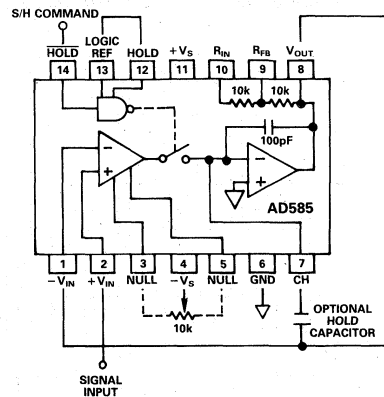 S/H COMMAND
HOLD
LOGIC
REF
HOLD
+VS
RIN
RFB
VOUT
14
13
12
11
10
9
8
10k
10k
100pF
−
+
−
+
AD585
1
2
3
4
5
6
7
−VIN
+VIN
NULL
−VS
NULL
GND
CH
10k
OPTIONAL
HOLD
CAPACITOR
SIGNAL
INPUT